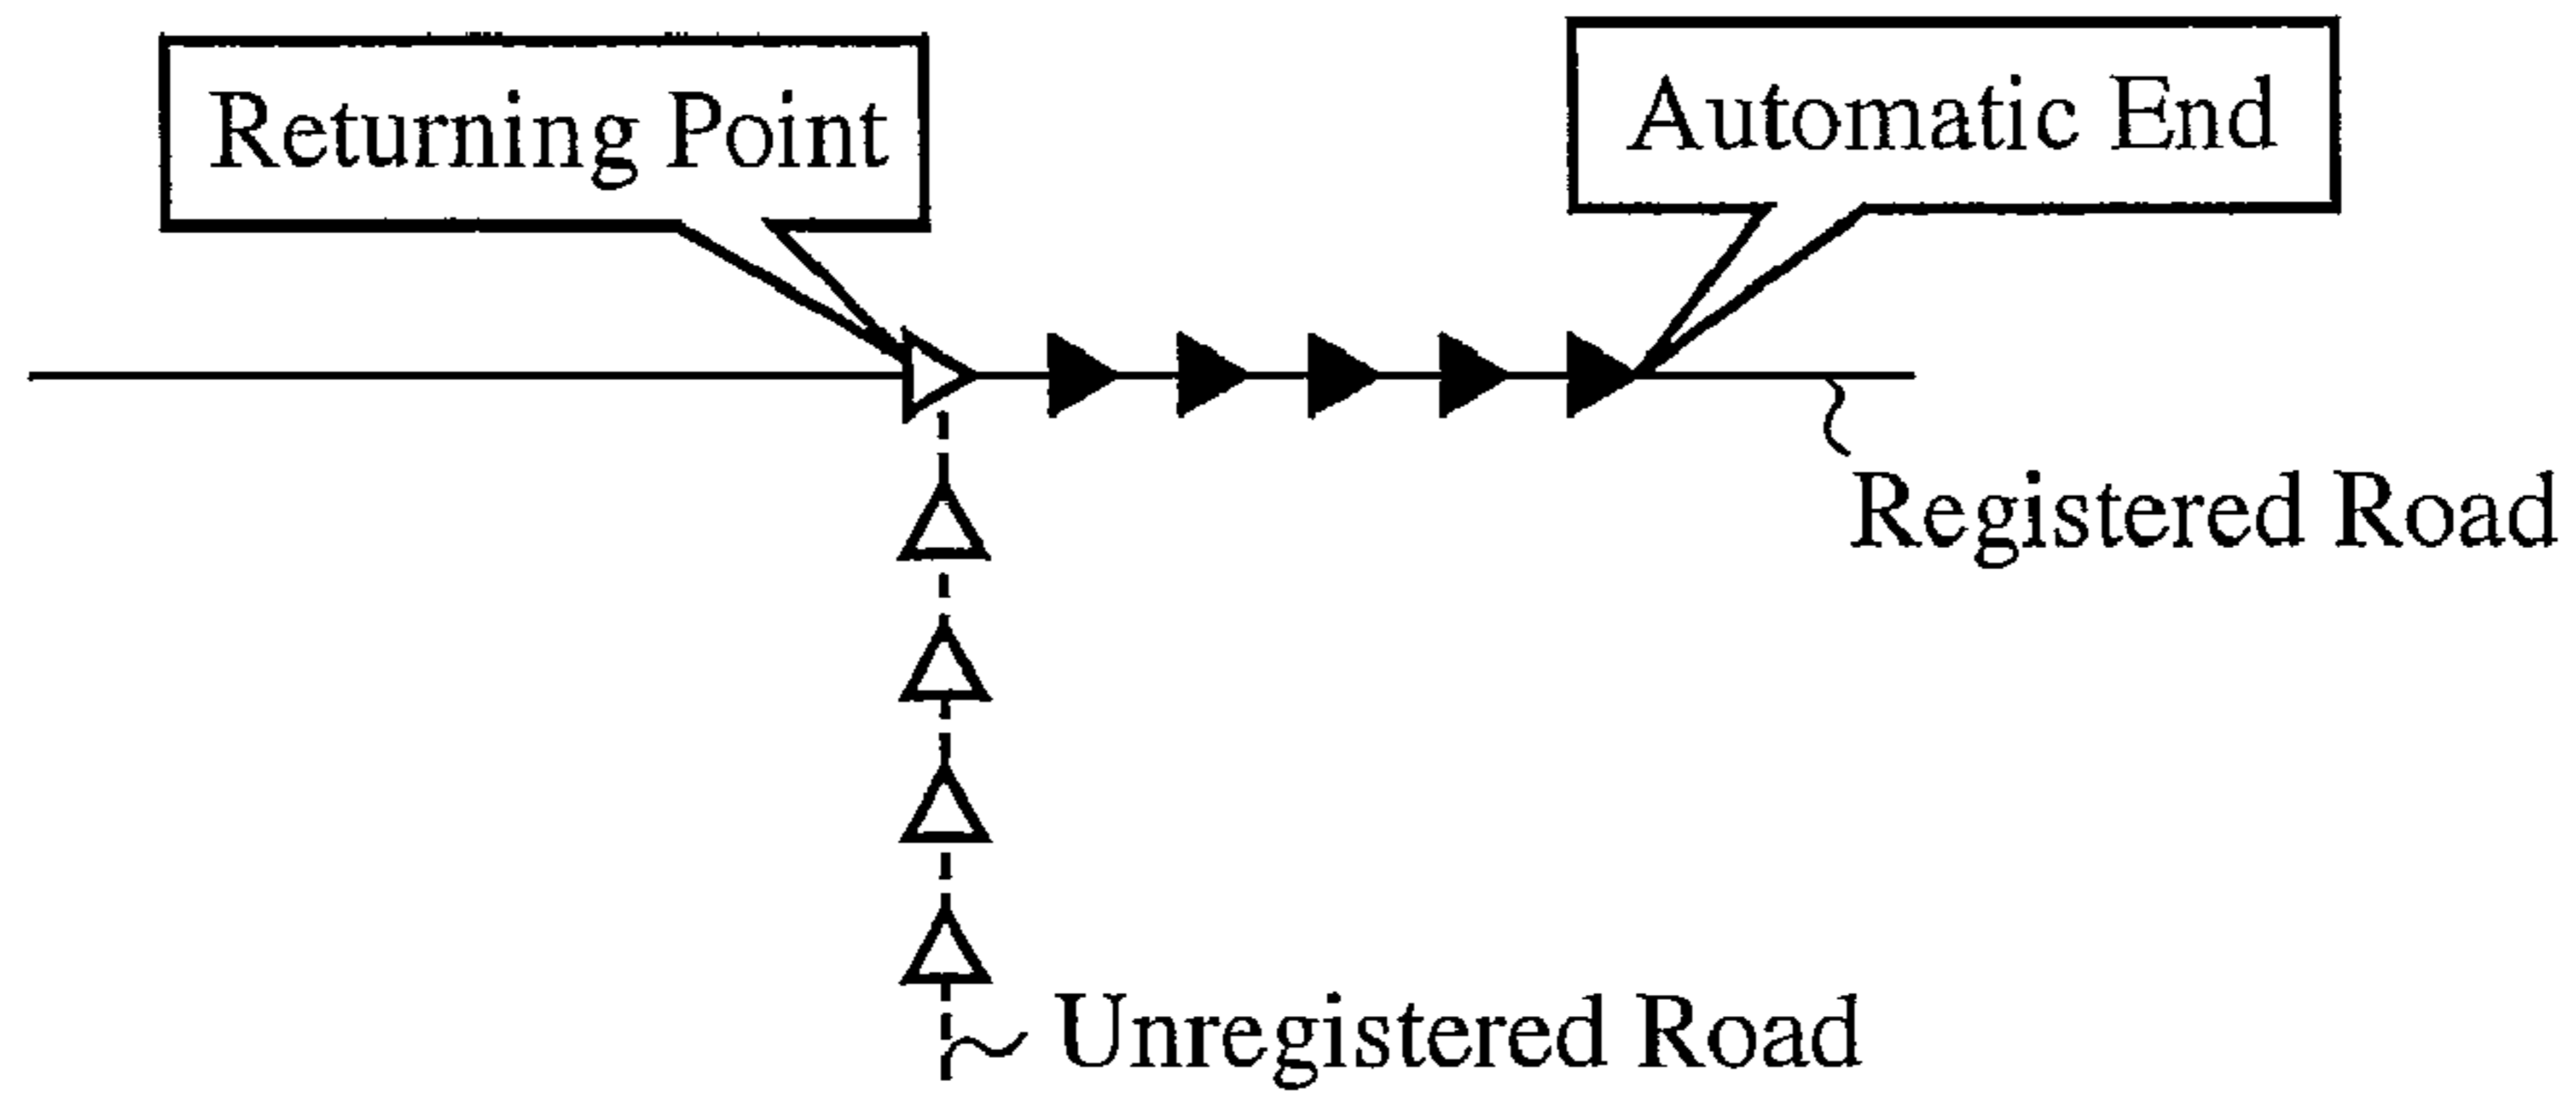 Returning Point
Automatic End
Registered Road
Unregistered Road